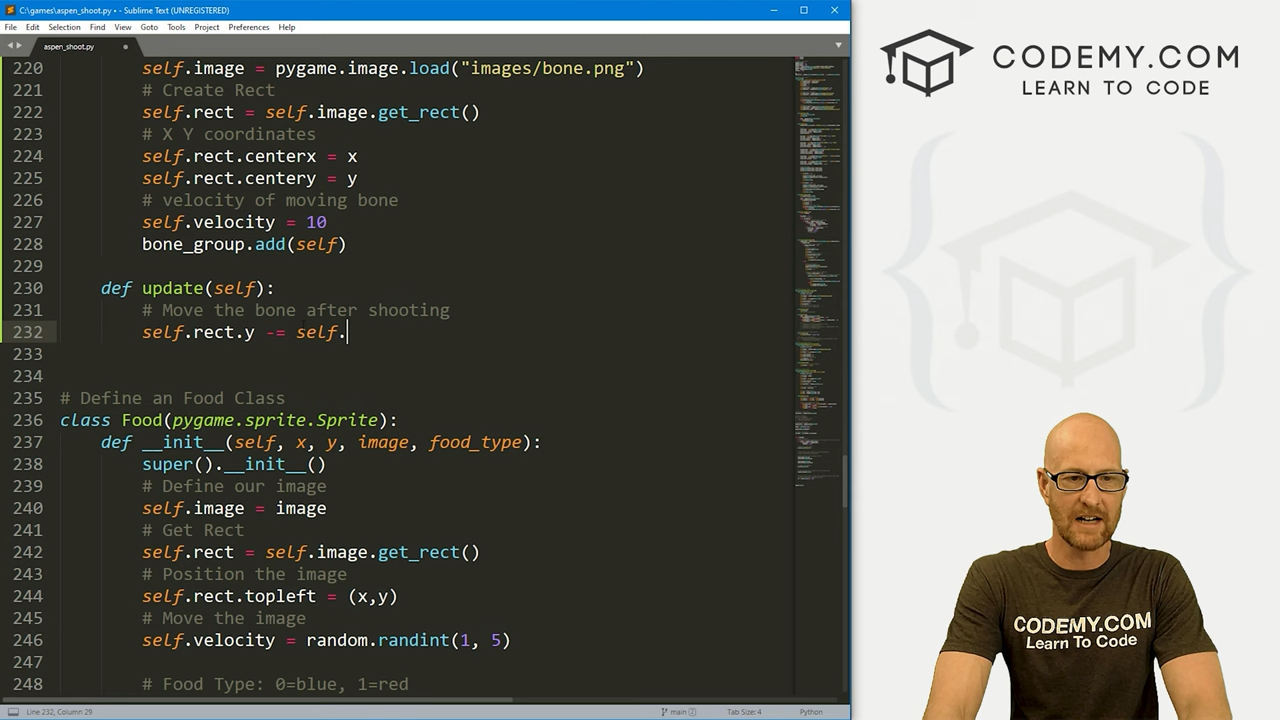 C:\games\aspen_shoot.py • - Sublime Text (UNREGISTERED)
File Edit Selection Find View Goto Tools Project Preferences Help
aspen_shoot.py
220 self.image = pygame.image.load("images/bone.png")
221 # Create Rect
222 self.rect = self.image.get_rect()
223 # X Y coordinates
224 self.rect.centerx = x
225 self.rect.centery = y
226 # velocity of moving bone
227 self.velocity = 10
228 bone_group.add(self)
229
230 def update(self):
231 # Move the bone after shooting
232 self.rect.y -= self.
233
234
235 # Define an Food Class
236 class Food(pygame.sprite.Sprite):
237 def __init__(self, x, y, image, food_type):
238 super().__init__()
239 # Define our image
240 self.image = image
241 # Get Rect
242 self.rect = self.image.get_rect()
243 # Position the image
244 self.rect.topleft = (x,y)
245 # Move the image
246 self.velocity = random.randint(1, 5)
247
248 # Food Type: 0=blue, 1=red
Line 232, Column 29
main 2
Tab Size: 4
Python
CODEMY.COM
LEARN TO CODE
CODEMY.COM
Learn To Code